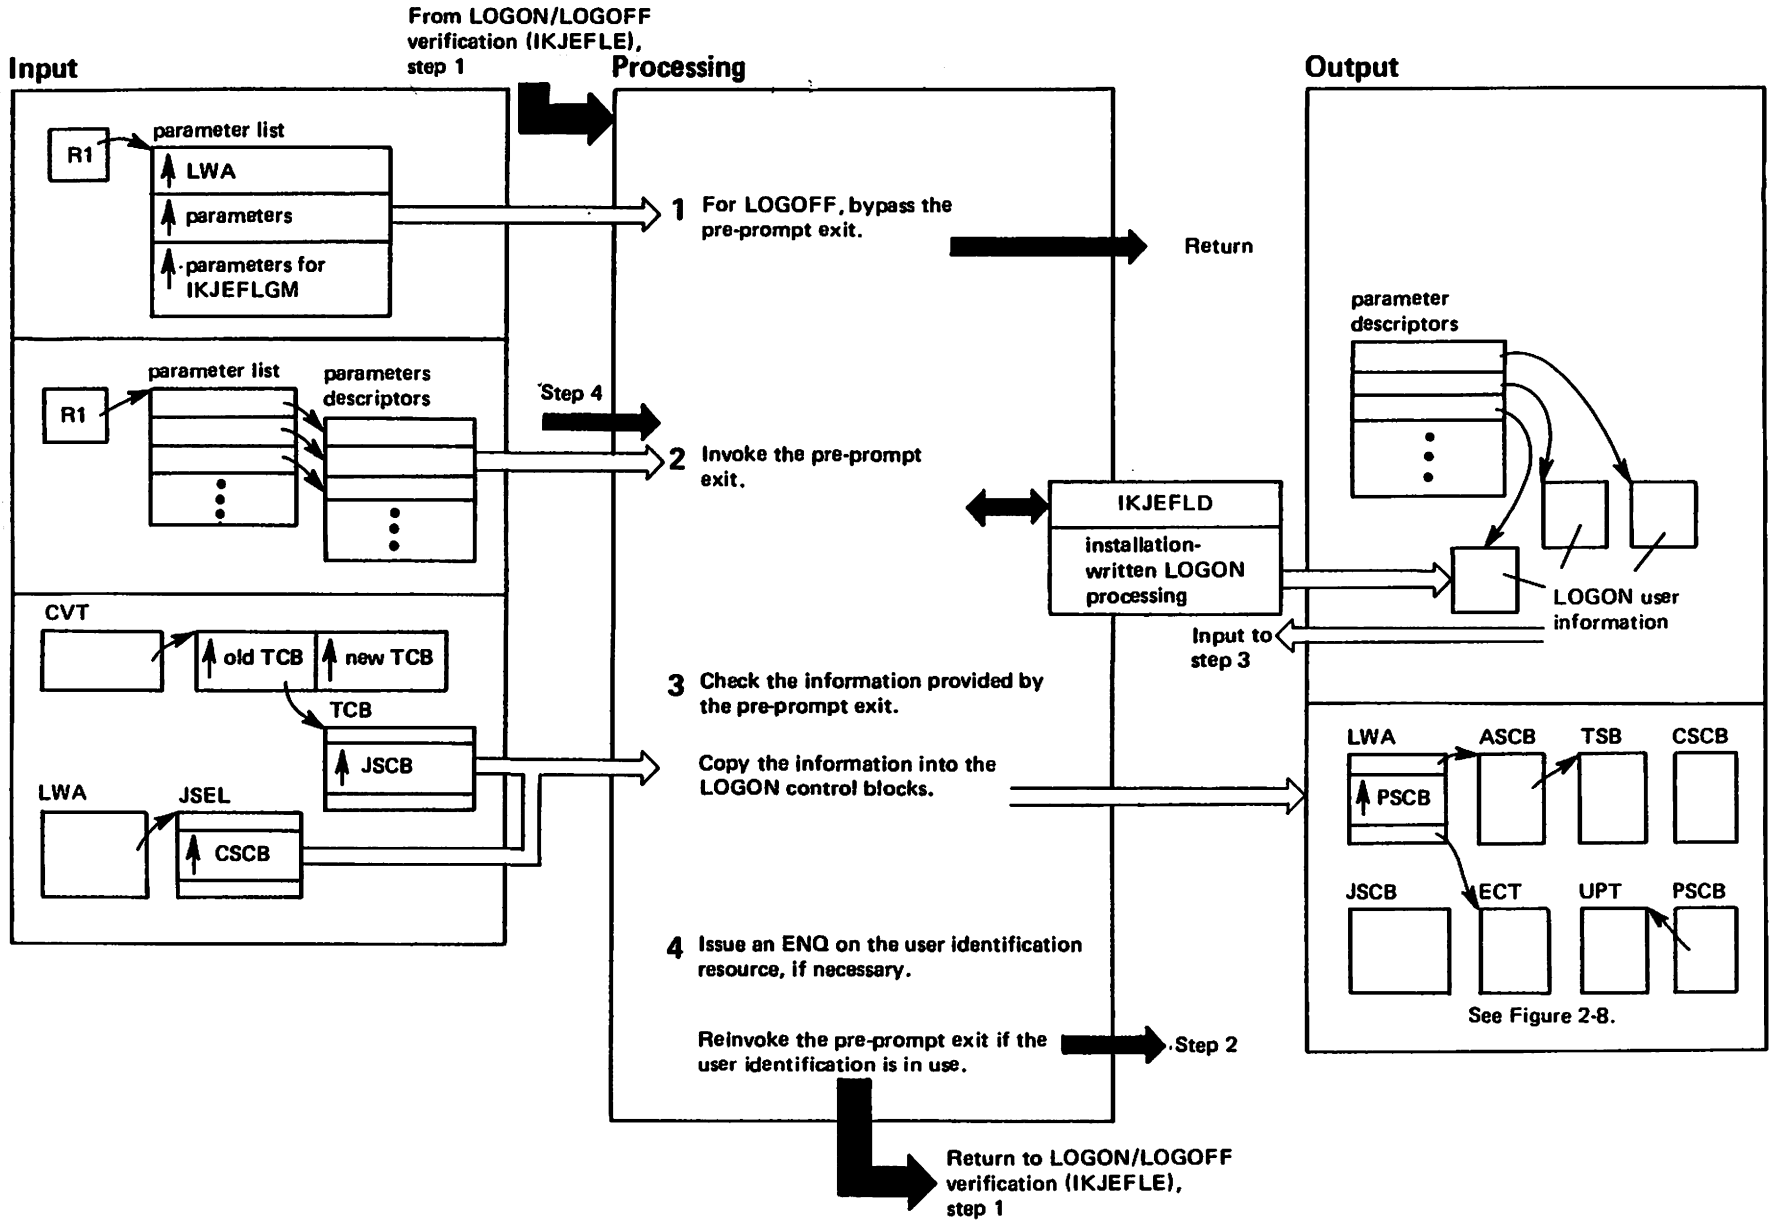 From LOGON/LOGOFF
verification (IKJEFLE),
step 1
Input
Processing
Output
R1
parameter list
LWA
parameters
parameters for
IKJEFLGM
1 For LOGOFF, bypass the
pre-prompt exit.
Return
R1
parameter list
parameters
descriptors
Step 4
2 Invoke the pre-prompt
exit.
IKJEFLD
installation-
written LOGON
processing
parameter
descriptors
LOGON user
information
Input to
step 3
CVT
old TCB
new TCB
TCB
JSCB
LWA
JSEL
CSCB
3 Check the information provided by
the pre-prompt exit.
Copy the information into the
LOGON control blocks.
LWA
ASCB
TSB
CSCB
PSCB
JSCB
ECT
UPT
PSCB
See Figure 2-8.
4 Issue an ENQ on the user identification
resource, if necessary.
Reinvoke the pre-prompt exit if the
user identification is in use.
Step 2
Return to LOGON/LOGOFF
verification (IKJEFLE),
step 1